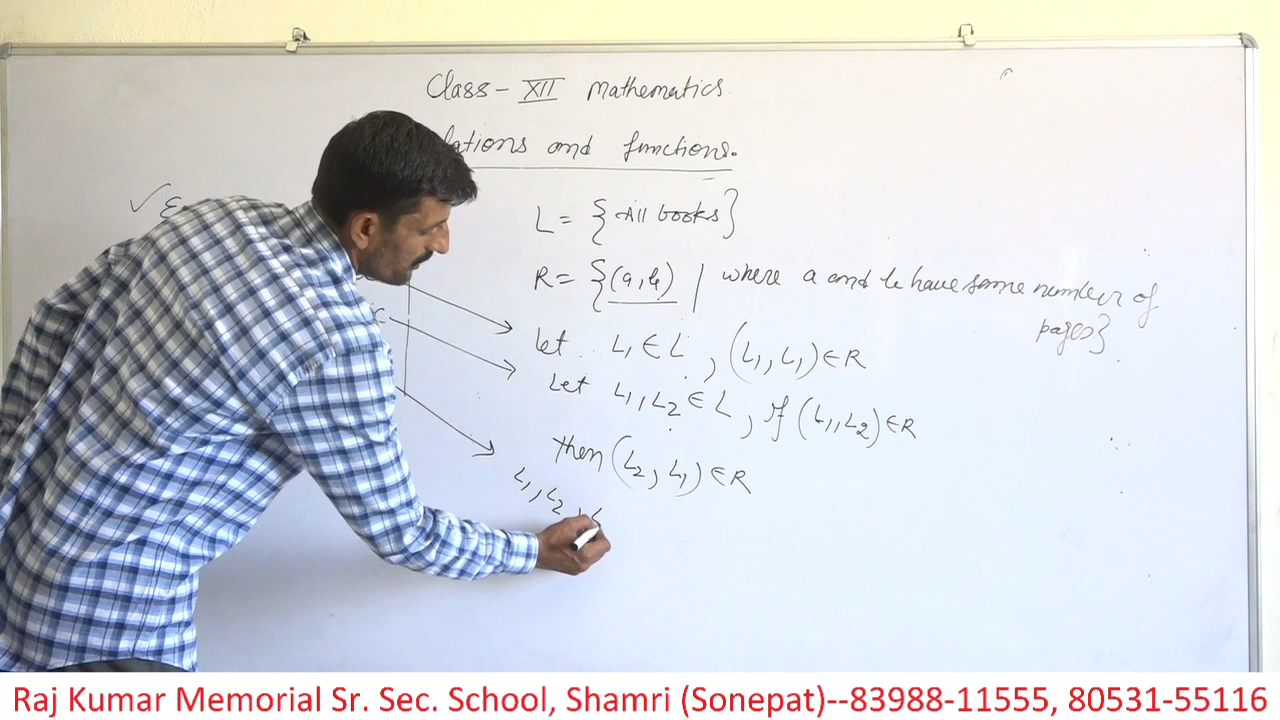 Class - XII Mathematics.
lations and functions.
✓ E
L = { All books }
R = { (a, b) | where a and b have same number of
pages }
c
let L₁ ∈ L , (L₁, L₁) ∈ R
Let L₁, L₂ ∈ L , if (L₁, L₂) ∈ R
then (L₂, L₁) ∈ R
L₁, L₂ , L
Raj Kumar Memorial Sr. Sec. School, Shamri (Sonepat)--83988-11555, 80531-55116